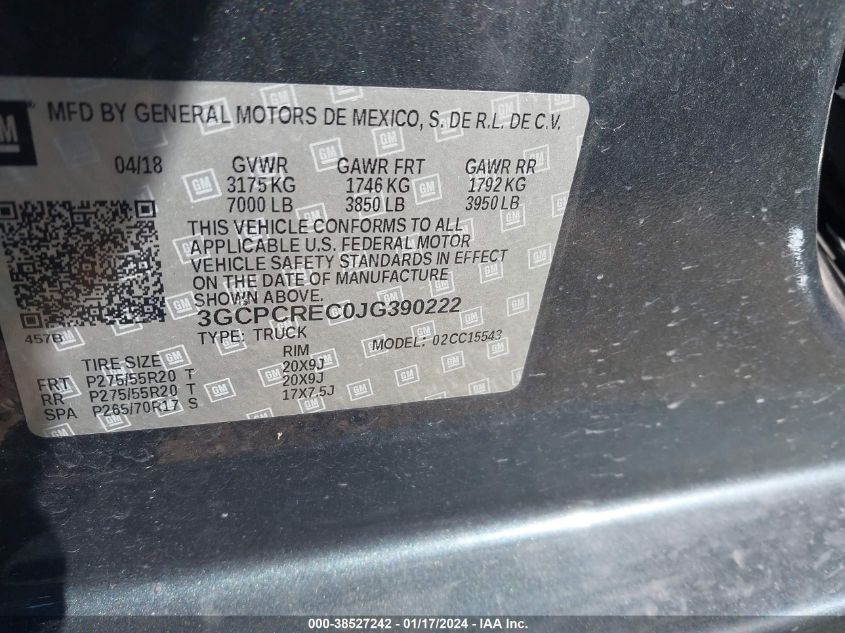 GM
MFD BY GENERAL MOTORS DE MEXICO, S. DE R.L. DE C.V.
04/18 GVWR GAWR FRT GAWR RR
3175 KG 1746 KG 1792 KG
7000 LB 3850 LB 3950 LB
THIS VEHICLE CONFORMS TO ALL
APPLICABLE U.S. FEDERAL MOTOR
VEHICLE SAFETY STANDARDS IN EFFECT
ON THE DATE OF MANUFACTURE
SHOWN ABOVE.
3GCPCREC0JG390222
457B TYPE: TRUCK MODEL: 02CC15543
TIRE SIZE RIM
FRT P275/55R20 T 20X9J
RR P275/55R20 T 20X9J
SPA P265/70R17 S 17X7.5J
000-38527242 - 01/17/2024 - IAA Inc.